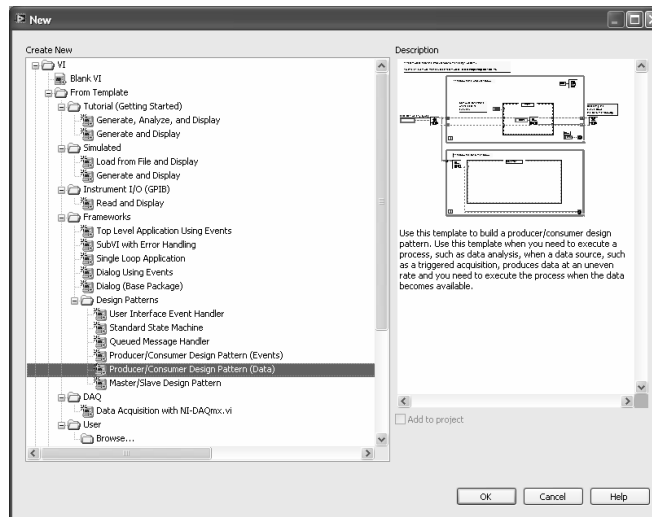 New
Create New
VI
Blank VI
From Template
Tutorial (Getting Started)
Generate, Analyze, and Display
Generate and Display
Simulated
Load from File and Display
Generate and Display
Instrument I/O (GPIB)
Read and Display
Frameworks
Top Level Application Using Events
SubVI with Error Handling
Single Loop Application
Dialog Using Events
Dialog (Base Package)
Design Patterns
User Interface Event Handler
Standard State Machine
Queued Message Handler
Producer/Consumer Design Pattern (Events)
Producer/Consumer Design Pattern (Data)
Master/Slave Design Pattern
DAQ
Data Acquisition with NI-DAQmx.vi
User
Browse...
Description
Use this template to build a producer/consumer design
pattern. Use this template when you need to execute a
process, such as data analysis, when a data source, such
as a triggered acquisition, produces data at an uneven
rate and you need to execute the process when the data
becomes available.
Add to project
OK
Cancel
Help